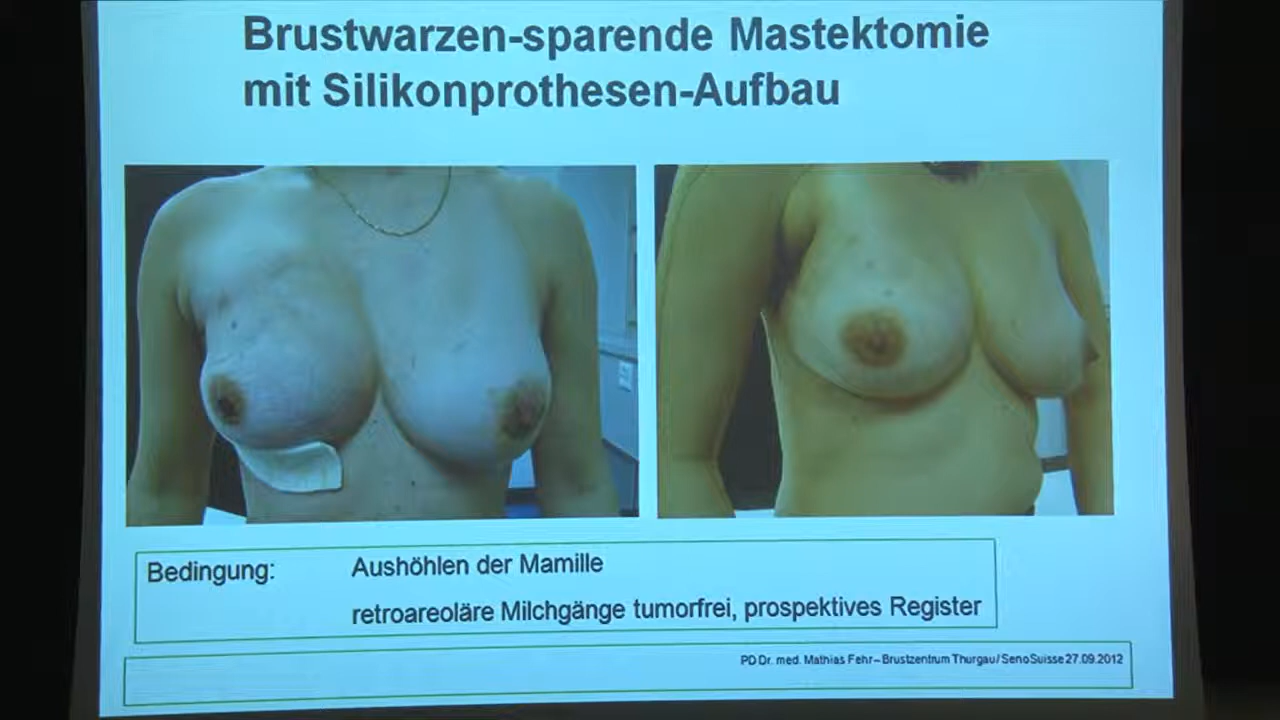 Brustwarzen-sparende Mastektomie
mit Silikonprothesen-Aufbau
Bedingung: Aushöhlen der Mamille
retroareoläre Milchgänge tumorfrei, prospektives Register
PD Dr. med. Mathias Fehr – Brustzentrum Thurgau/SenoSuisse 27.09.2012